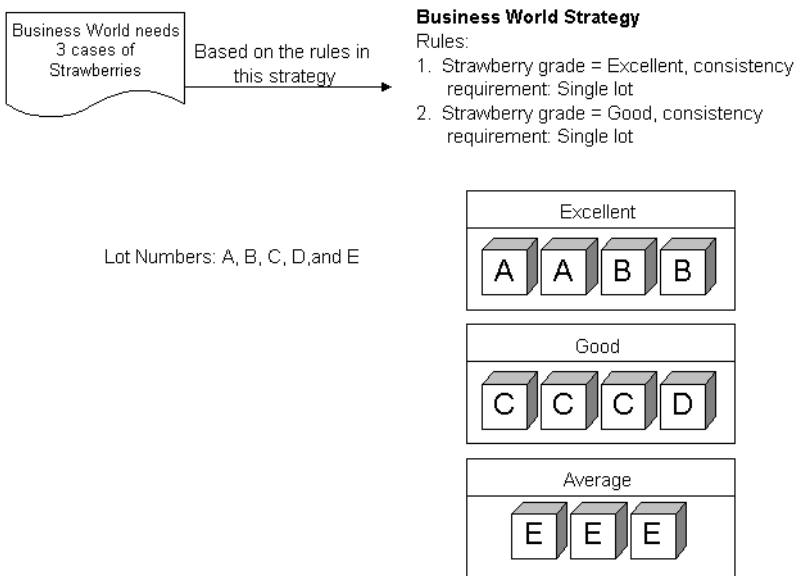 Business World needs
3 cases of
Strawberries
Based on the rules in
this strategy
Business World Strategy
Rules:
1. Strawberry grade = Excellent, consistency
requirement: Single lot
2. Strawberry grade = Good, consistency
requirement: Single lot
Lot Numbers: A, B, C, D,and E
Excellent
A A B B
Good
C C C D
Average
E E E